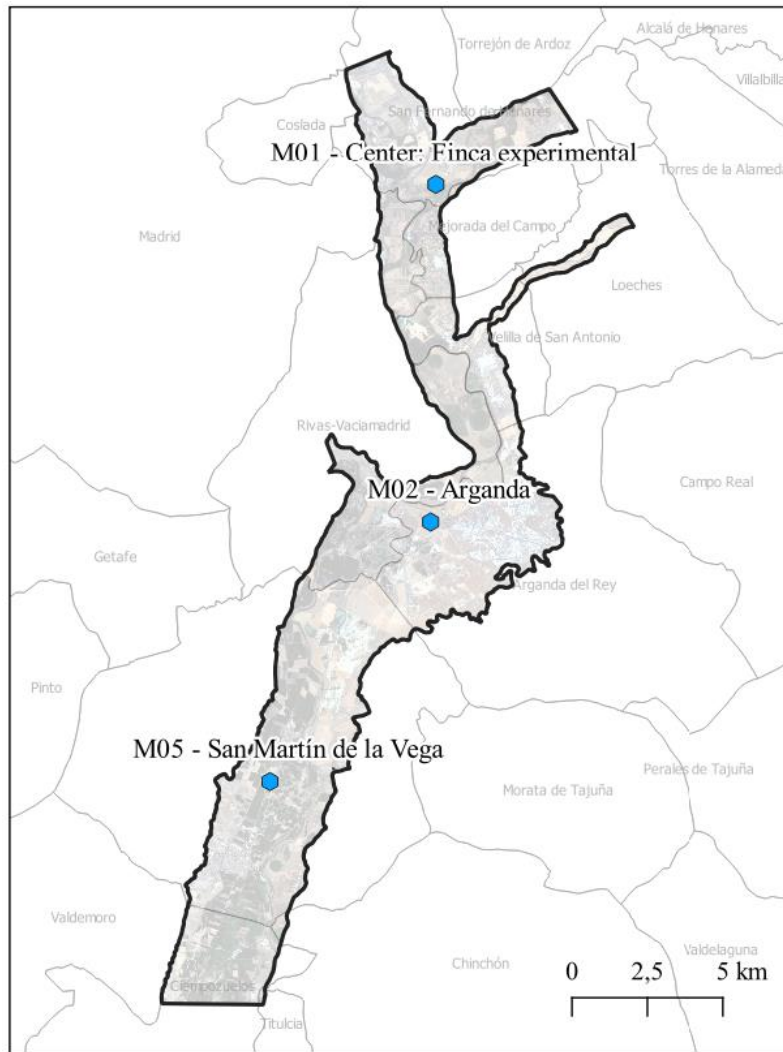 Alcalá de Henares
Torrejón de Ardoz
Villalbilla
San Fernando de Henares
Coslada
M01 - Center: Finca experimental
Torres de la Alameda
Mejorada del Campo
Madrid
Loeches
Velilla de San Antonio
Rivas-Vaciamadrid
Campo Real
M02 - Arganda
Getafe
Arganda del Rey
Pinto
M05 - San Martín de la Vega
Perales de Tajuña
Morata de Tajuña
Valdemoro
Valdelaguna
Chinchón
0 2,5 5 km
Ciempozuelos
Titulcia